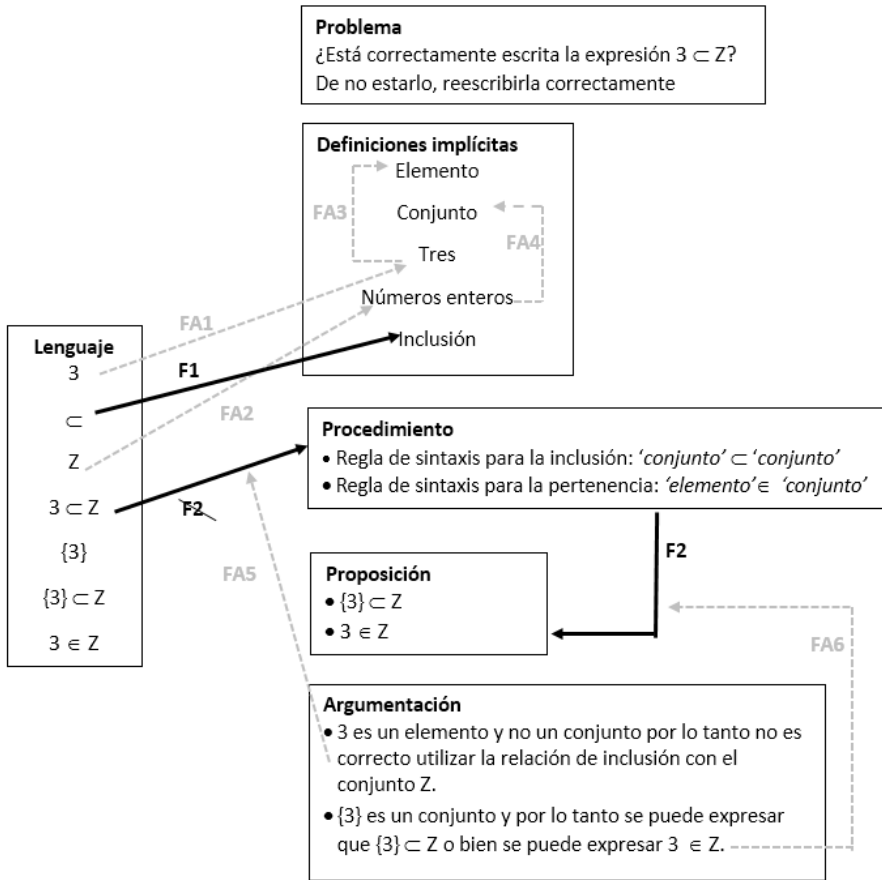 Problema
¿Está correctamente escrita la expresión 3 ⊂ Z?
De no estarlo, reescribirla correctamente
Definiciones implícitas
Elemento
FA3
Conjunto
FA4
Tres
Números enteros
FA1
Inclusión
Lenguaje
3
F1
⊂
FA2
Z
3 ⊂ Z
F2
{3}
{3} ⊂ Z
3 ∈ Z
Procedimiento
• Regla de sintaxis para la inclusión: ‘conjunto’ ⊂ ‘conjunto’
• Regla de sintaxis para la pertenencia: ‘elemento’∈ ‘conjunto’
F2
FA5
Proposición
• {3} ⊂ Z
• 3 ∈ Z
FA6
Argumentación
• 3 es un elemento y no un conjunto por lo tanto no es
correcto utilizar la relación de inclusión con el
conjunto Z.
• {3} es un conjunto y por lo tanto se puede expresar
que {3} ⊂ Z o bien se puede expresar 3 ∈ Z.